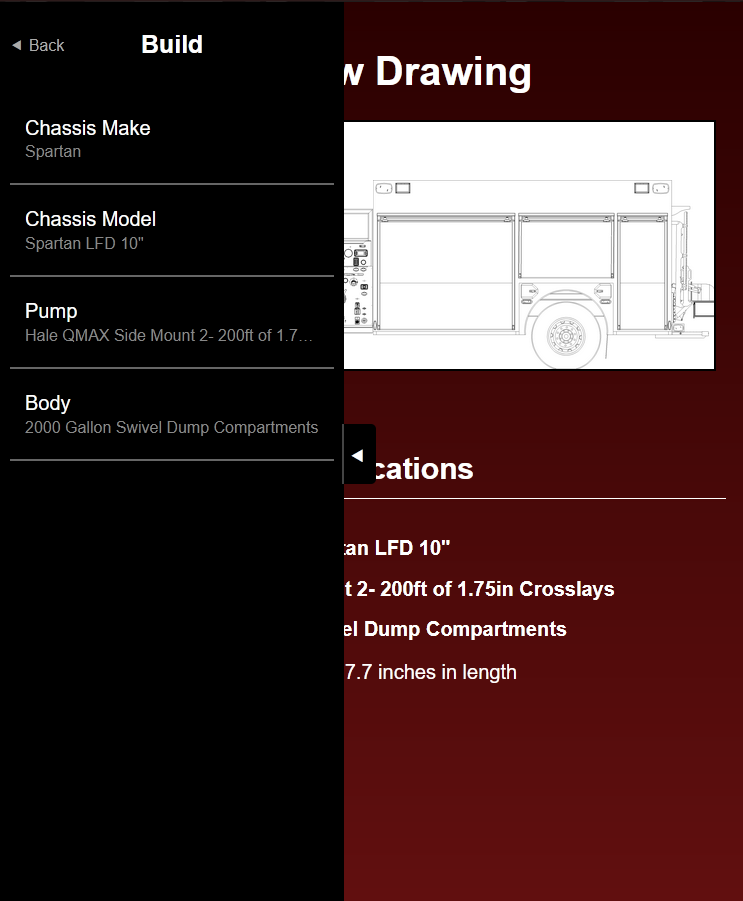 Back
Build
w Drawing
Chassis Make
Spartan
Chassis Model
Spartan LFD 10"
Pump
Hale QMAX Side Mount 2- 200ft of 1.7…
Body
2000 Gallon Swivel Dump Compartments
cations
tan LFD 10"
t 2- 200ft of 1.75in Crosslays
el Dump Compartments
7.7 inches in length